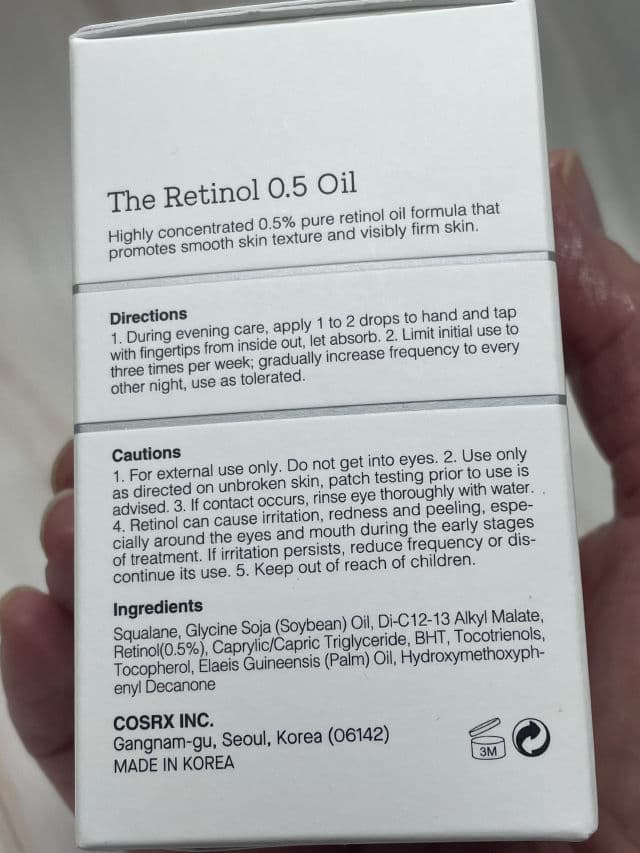 The Retinol 0.5 Oil
Highly concentrated 0.5% pure retinol oil formula that
promotes smooth skin texture and visibly firm skin.
Directions
1. During evening care, apply 1 to 2 drops to hand and tap
with fingertips from inside out, let absorb. 2. Limit initial use to
three times per week; gradually increase frequency to every
other night, use as tolerated.
Cautions
1. For external use only. Do not get into eyes. 2. Use only
as directed on unbroken skin, patch testing prior to use is
advised. 3. If contact occurs, rinse eye thoroughly with water.
4. Retinol can cause irritation, redness and peeling, espe-
cially around the eyes and mouth during the early stages
of treatment. If irritation persists, reduce frequency or dis-
continue its use. 5. Keep out of reach of children.
Ingredients
Squalane, Glycine Soja (Soybean) Oil, Di-C12-13 Alkyl Malate,
Retinol(0.5%), Caprylic/Capric Triglyceride, BHT, Tocotrienols,
Tocopherol, Elaeis Guineensis (Palm) Oil, Hydroxymethoxyph-
enyl Decanone
COSRX INC.
Gangnam-gu, Seoul, Korea (06142)
MADE IN KOREA
3M